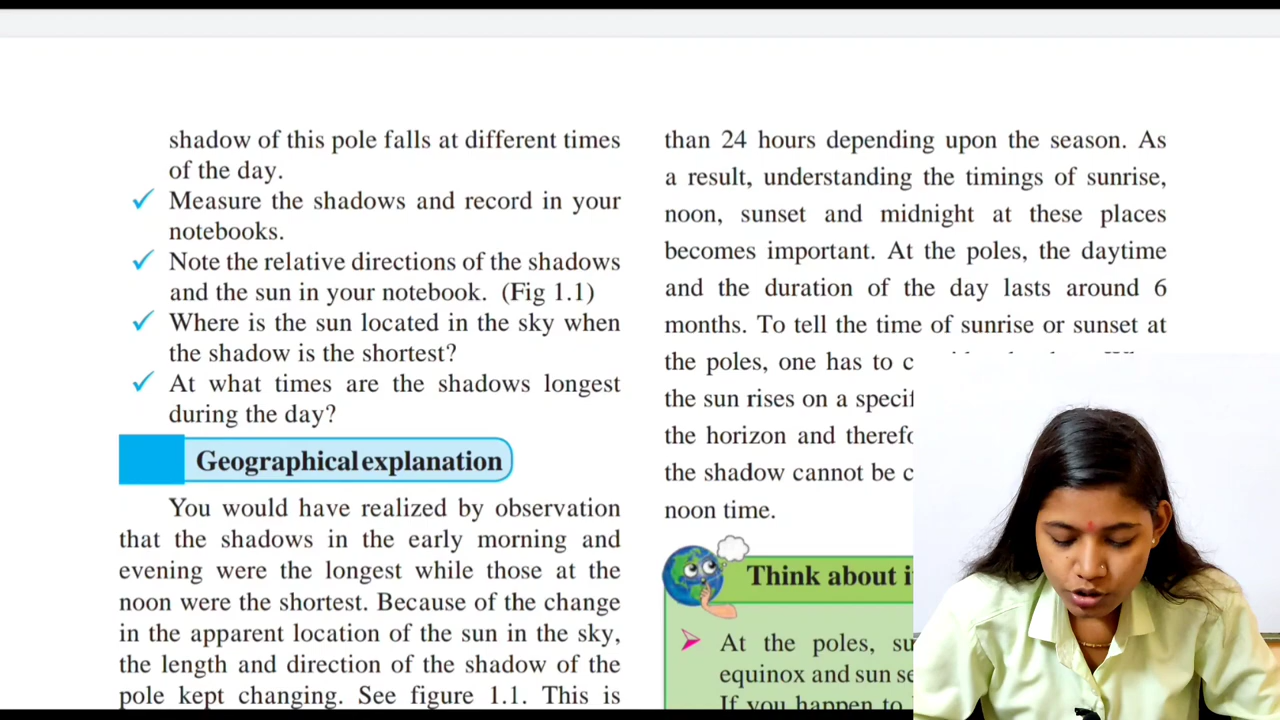 shadow of this pole falls at different times
of the day.
Measure the shadows and record in your
notebooks.
Note the relative directions of the shadows
and the sun in your notebook. (Fig 1.1)
Where is the sun located in the sky when
the shadow is the shortest?
At what times are the shadows longest
during the day?
Geographical explanation
You would have realized by observation
that the shadows in the early morning and
evening were the longest while those at the
noon were the shortest. Because of the change
in the apparent location of the sun in the sky,
the length and direction of the shadow of the
pole kept changing. See figure 1.1. This is
than 24 hours depending upon the season. As
a result, understanding the timings of sunrise,
noon, sunset and midnight at these places
becomes important. At the poles, the daytime
and the duration of the day lasts around 6
months. To tell the time of sunrise or sunset at
the poles, one has to
the sun rises on a
the horizon and
the shadow cannot be
noon time.
Think about
At the poles,
equinox and sun
If you happen to